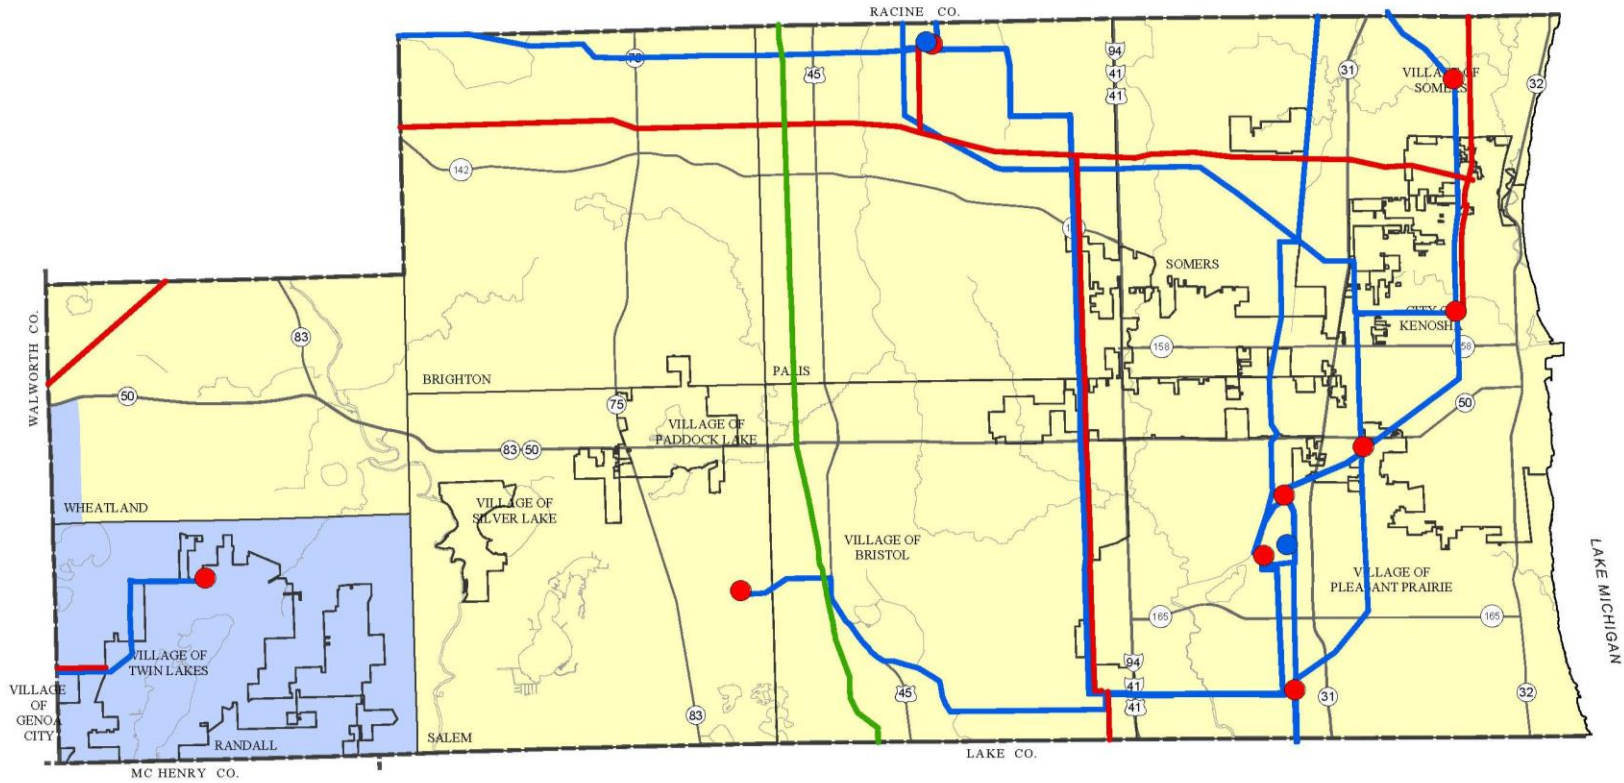 RACINE CO.
94
41
41
45
75
31
VILLAGE OF
SOMERS
32
142
SOMERS
WALWORTH CO.
83
CITY OF
KENOSHA
158
158
BRIGHTON
PARIS
50
75
50
VILLAGE OF
PADDOCK LAKE
83
50
WHEATLAND
VILLAGE OF
SILVER LAKE
VILLAGE OF
BRISTOL
VILLAGE OF
PLEASANT PRAIRIE
LAKE MICHIGAN
165
165
VILLAGE OF
TWIN LAKES
94
41
41
VILLAGE
OF
GENOA
CITY
45
31
32
83
RANDALL
SALEM
LAKE CO.
MC HENRY CO.